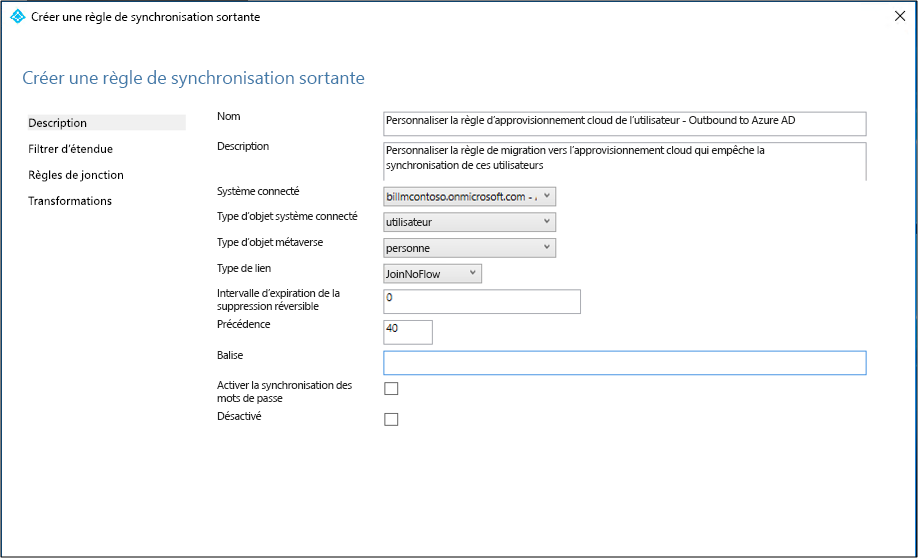 Créer une règle de synchronisation sortante
Créer une règle de synchronisation sortante
Description
Filtrer d'étendue
Règles de jonction
Transformations
Nom
Personnaliser la règle d'approvisionnement cloud de l'utilisateur - Outbound to Azure AD
Description
Personnaliser la règle de migration vers l'approvisionnement cloud qui empêche la
synchronisation de ces utilisateurs
Système connecté
billmcontoso.onmicrosoft.com -
Type d'objet système connecté
utilisateur
Type d'objet métaverse
personne
Type de lien
JoinNoFlow
Intervalle d'expiration de la
suppression réversible
0
Précédence
40
Balise
Activer la synchronisation des
mots de passe
Désactivé